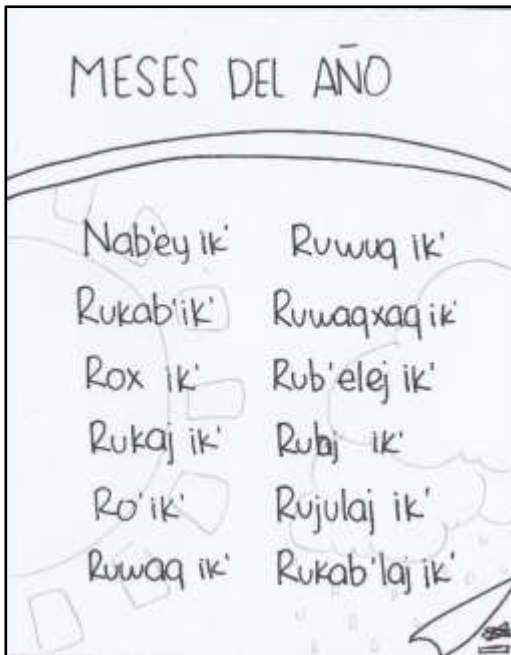 MESES DEL AÑO
Nab'ey ik'
Rukab' ik'
Rox ik'
Rukaj ik'
Ro' ik'
Ruwaq ik'
Ruwuq ik'
Ruwaqxaq ik'
Rub'elej ik'
Rulaj ik'
Rujulaj ik'
Rukab'laj ik'